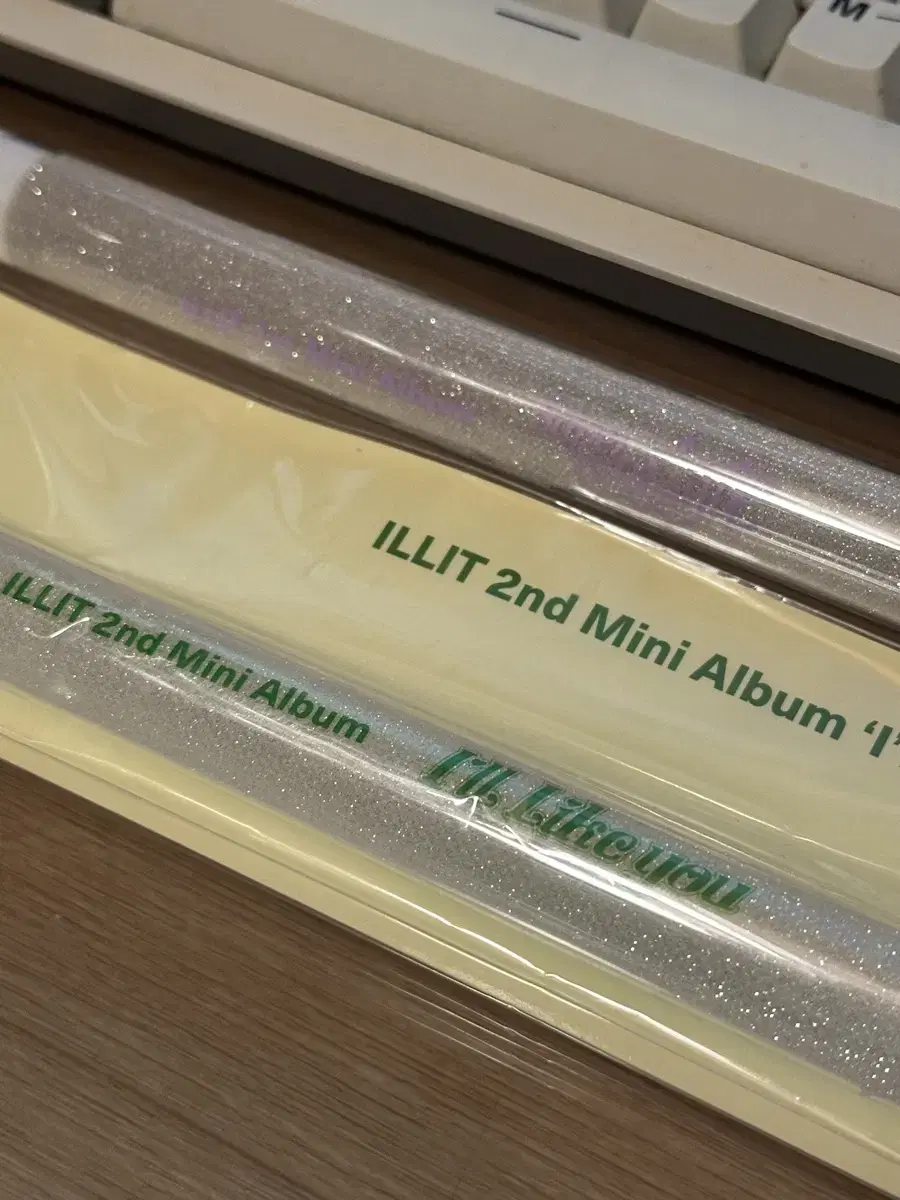 M
ILLIT 2nd Mini Album ‘I’
ILLIT 2nd Mini Album
I'll Like you